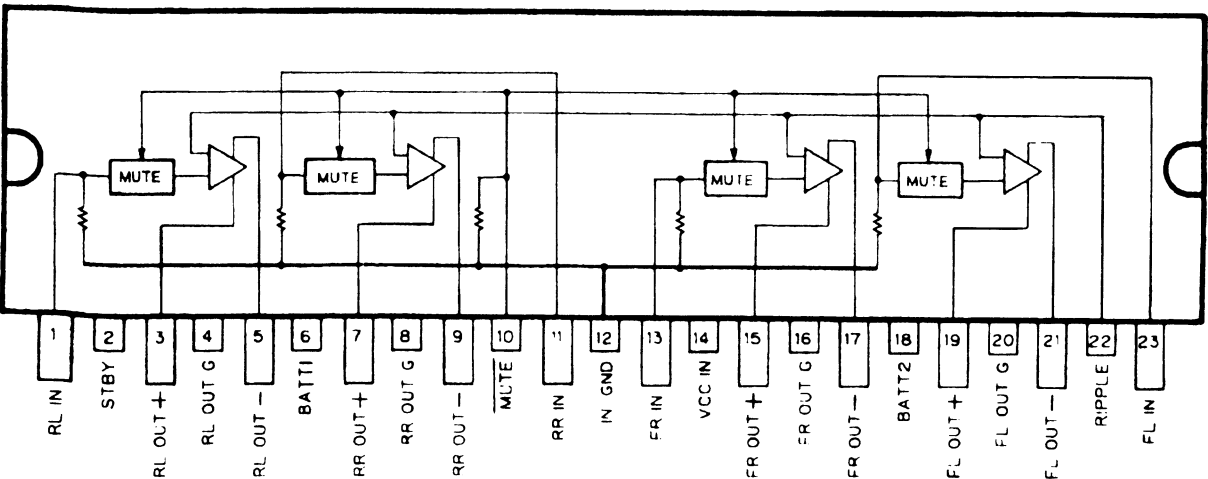 MUTE
MUTE
MUTE
MUTE
1 2 3 4 5 6 7 8 9 10 11 12 13 14 15 16 17 18 19 20 21 22 23
RL IN
STBY
RL OUT +
RL OUT G
RL OUT -
BATT1
RR OUT +
RR OUT G
RR OUT -
MUTE
RR IN
IN GND
FR IN
VCC IN
FR OUT +
FR OUT G
FR OUT -
BATT2
FL OUT +
FL OUT G
FL OUT -
RIPPLE
FL IN